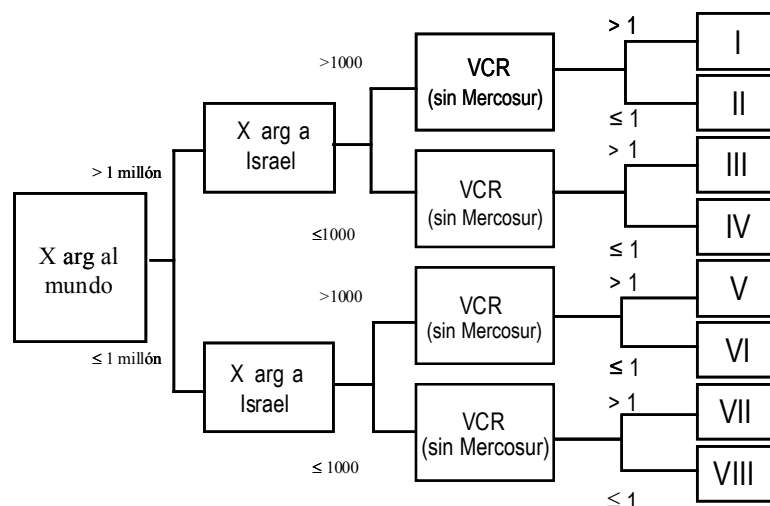 > 1
I
>1000
VCR
(sin Mercosur)
II
≤ 1
X arg a
Israel
> 1
III
> 1 millón
VCR
(sin Mercosur)
≤1000
IV
≤ 1
X arg al
mundo
>1000
> 1
V
VCR
(sin Mercosur)
VI
≤ 1 millón
≤ 1
X arg a
Israel
> 1
VII
VCR
(sin Mercosur)
≤ 1000
VIII
≤ 1